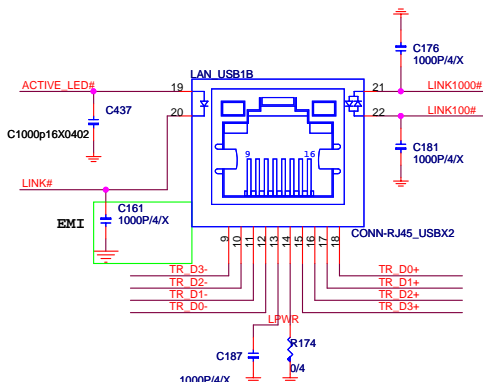 C176
1000P/4/X
LAN_USB1B
ACTIVE_LED#
19
21
LINK1000#
C437
20
22
LINK100#
C1000p16X0402
C181
1000P/4/X
9
16
LINK#
C161
1000P/4/X
EMI
CONN-RJ45_USBX2
9 10 11 12 13 14 15 16 17 18
TR_D3-
TR_D0+
TR_D2-
TR_D1+
TR_D1-
TR_D2+
TR_D0-
TR_D3+
LPWR
R174
C187
0/4
1000P/4/X